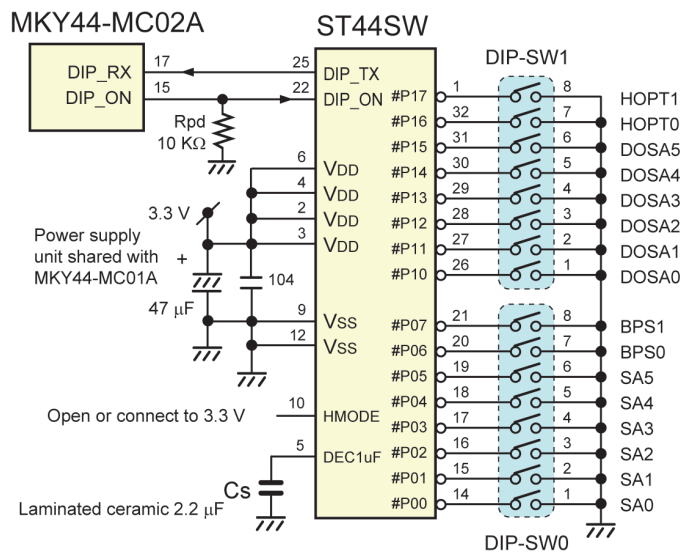 MKY44-MC02A
ST44SW
DIP_RX 17
DIP_ON 15
25 DIP_TX
22 DIP_ON
Rpd
10 KΩ
6 VDD
4 VDD
2 VDD
3 VDD
3.3 V
Power supply
unit shared with
MKY44-MC01A
+
104
47 μF
9 VSS
12 VSS
Open or connect to 3.3 V
10 HMODE
5 DEC1uF
Cs
Laminated ceramic 2.2 μF
DIP-SW1
#P17 1 8 HOPT1
#P16 32 7 HOPT0
#P15 31 6 DOSA5
#P14 30 5 DOSA4
#P13 29 4 DOSA3
#P12 28 3 DOSA2
#P11 27 2 DOSA1
#P10 26 1 DOSA0
#P07 21 8 BPS1
#P06 20 7 BPS0
#P05 19 6 SA5
#P04 18 5 SA4
#P03 17 4 SA3
#P02 16 3 SA2
#P01 15 2 SA1
#P00 14 1 SA0
DIP-SW0